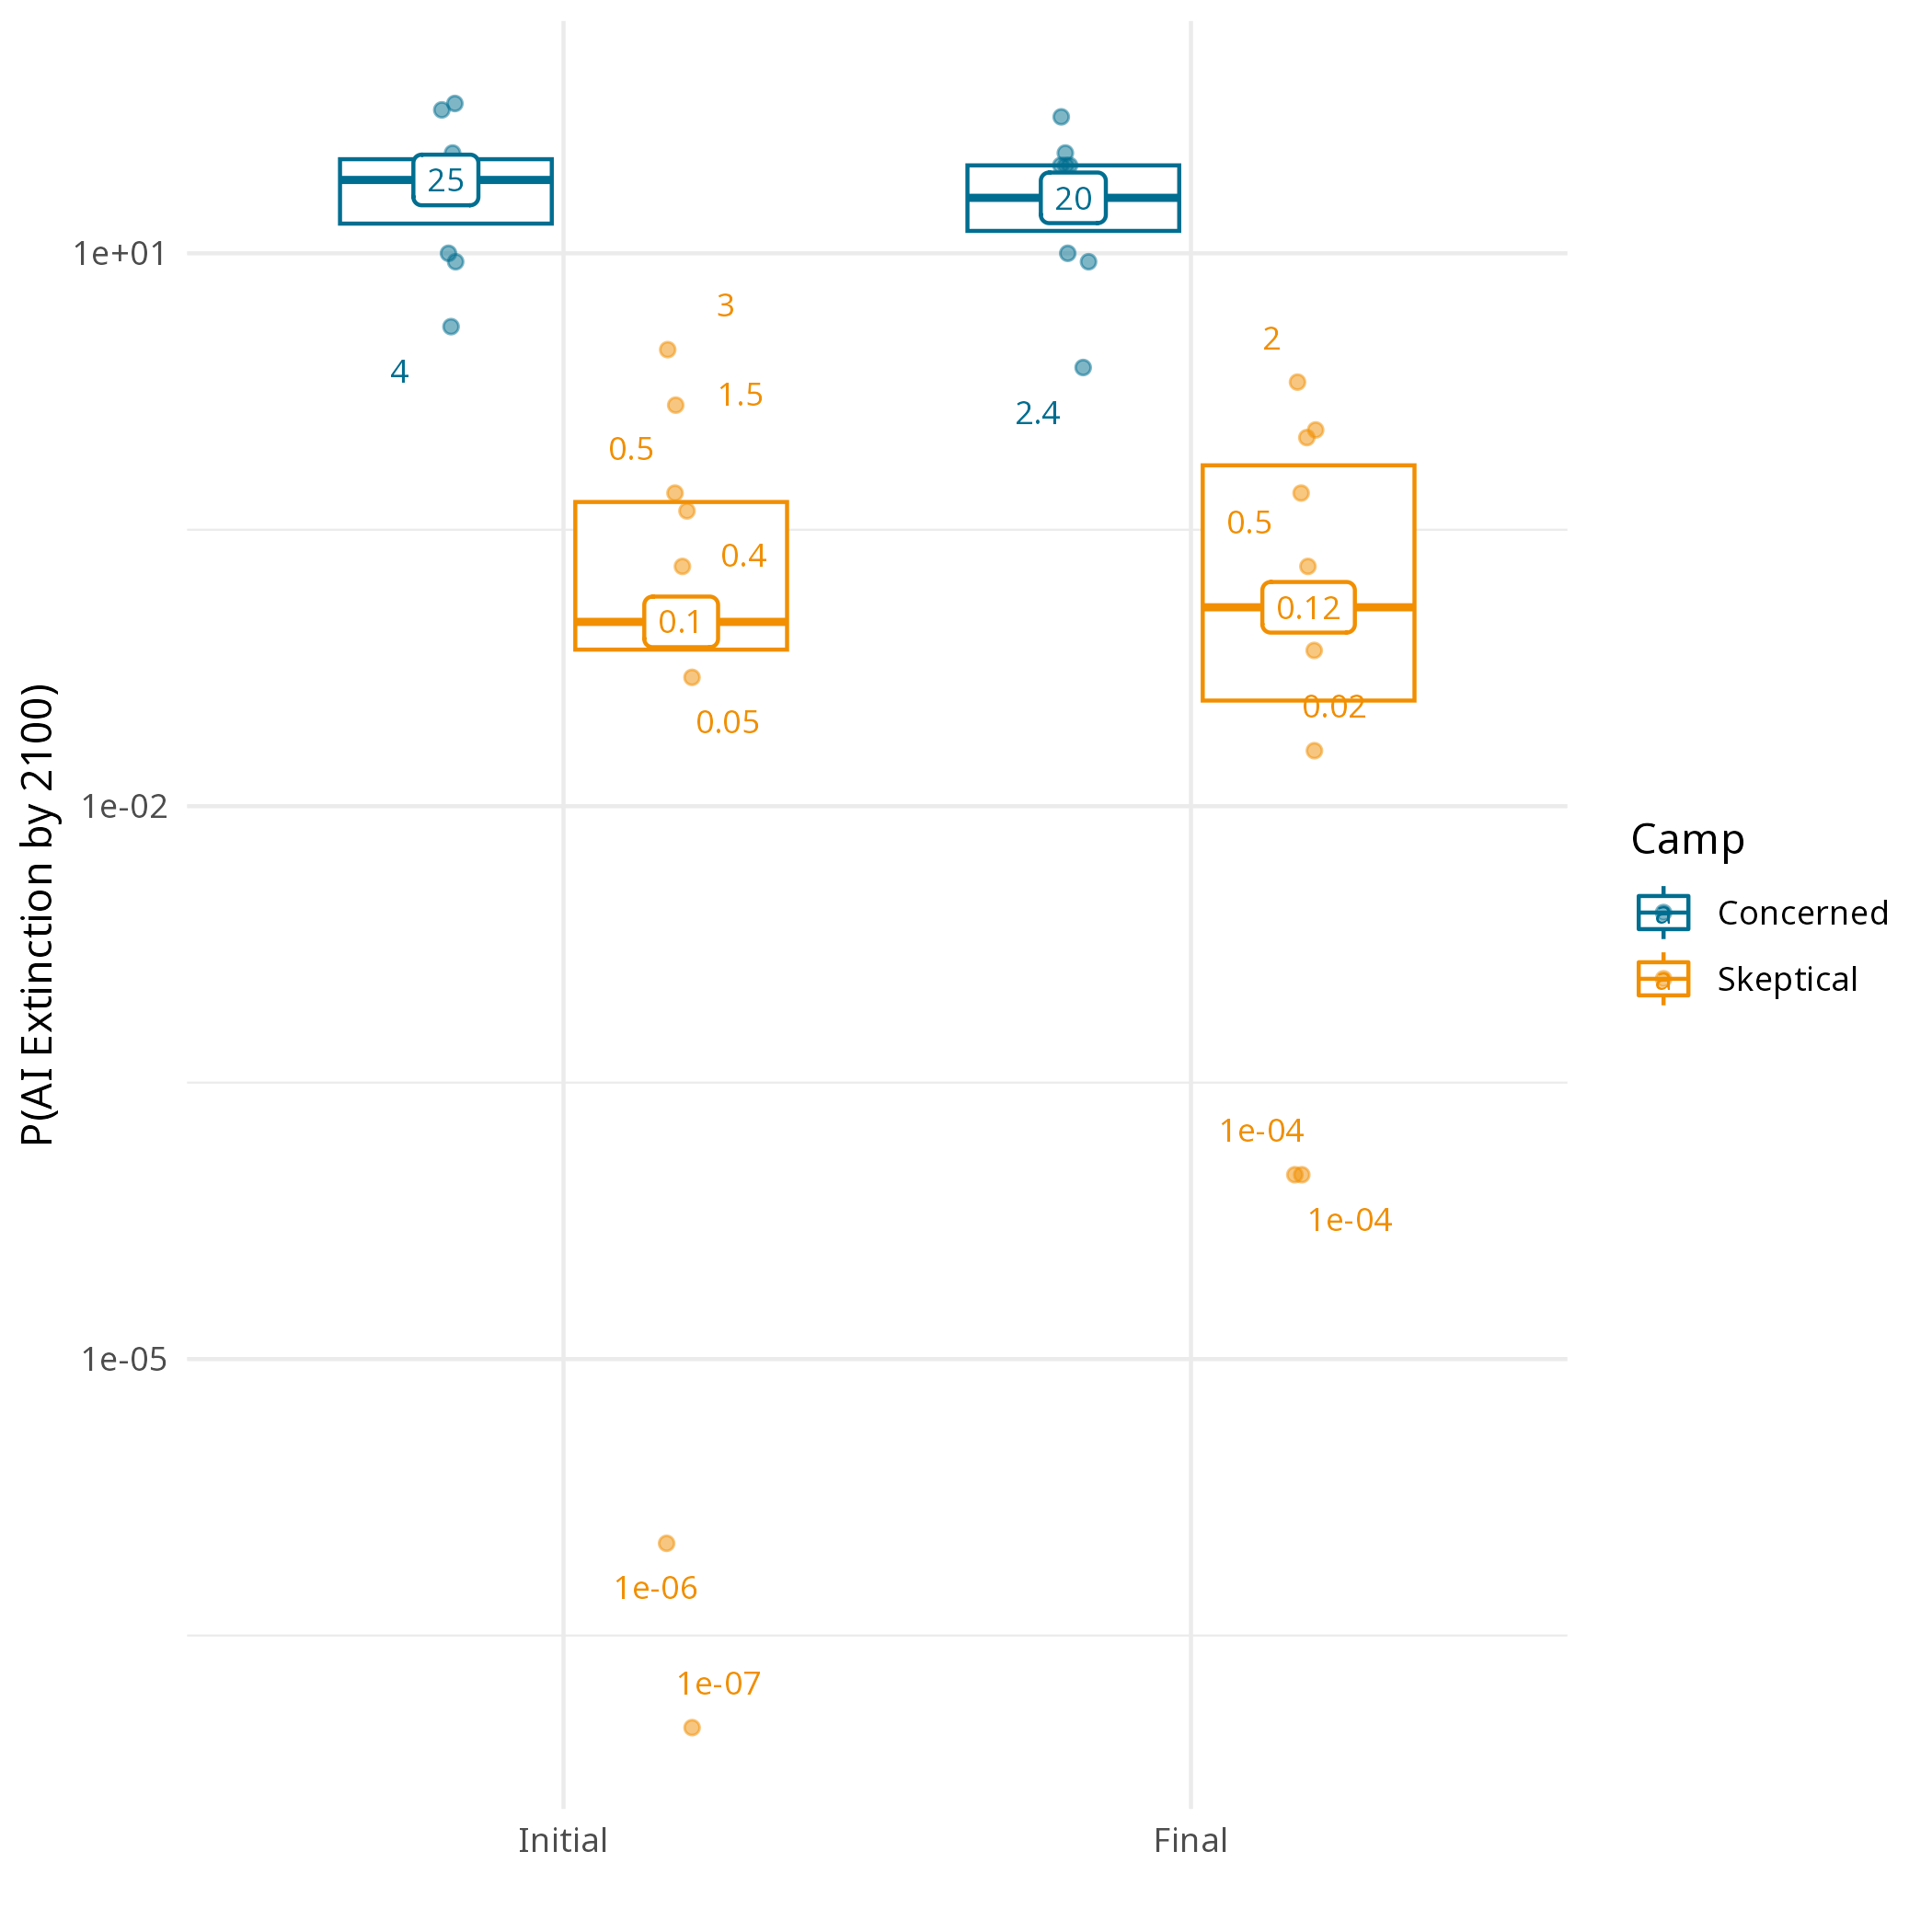 25
20
1e+01
3
2
4
1.5
2.4
0.5
0.5
0.4
0.1
0.12
0.05
0.02
1e-02
P(AI Extinction by 2100)
Camp
a Concerned
a Skeptical
1e-04
1e-04
1e-05
1e-06
1e-07
Initial
Final